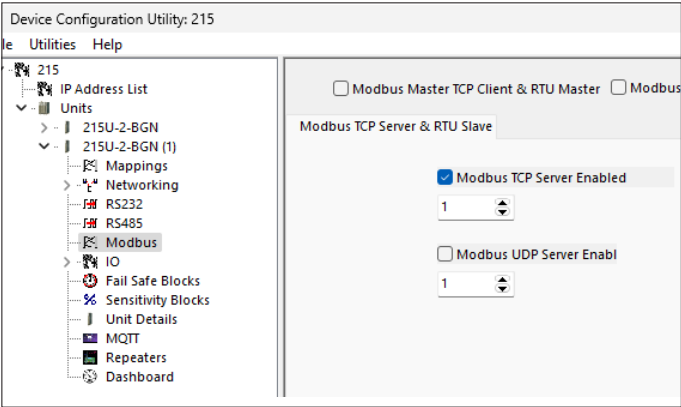 Device Configuration Utility: 215
le Utilities Help
215
IP Address List
Units
215U-2-BGN
215U-2-BGN (1)
Mappings
Networking
RS232
RS485
Modbus
IO
Fail Safe Blocks
Sensitivity Blocks
Unit Details
MQTT
Repeaters
Dashboard
Modbus Master TCP Client & RTU Master Modbus
Modbus TCP Server & RTU Slave
Modbus TCP Server Enabled
1
Modbus UDP Server Enabl
1